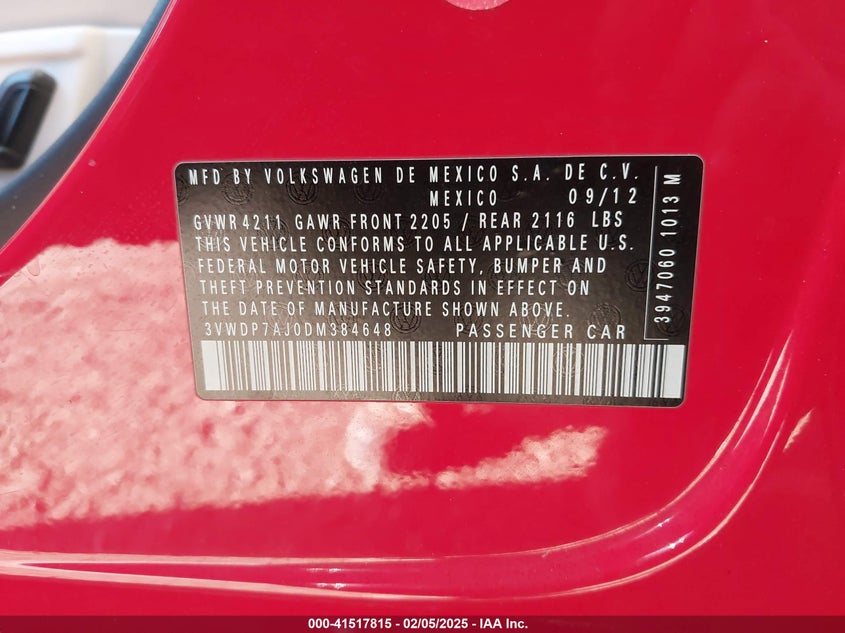 MFD BY VOLKSWAGEN DE MEXICO S.A. DE C.V.
MEXICO 09/12
GVWR 4211 GAWR FRONT 2205 / REAR 2116 LBS
THIS VEHICLE CONFORMS TO ALL APPLICABLE U.S.
FEDERAL MOTOR VEHICLE SAFETY, BUMPER AND
THEFT PREVENTION STANDARDS IN EFFECT ON
THE DATE OF MANUFACTURE SHOWN ABOVE.
3VWDP7AJ0DM384648 PASSENGER CAR
3947060 1013 M
000-41517815 - 02/05/2025 - IAA Inc.